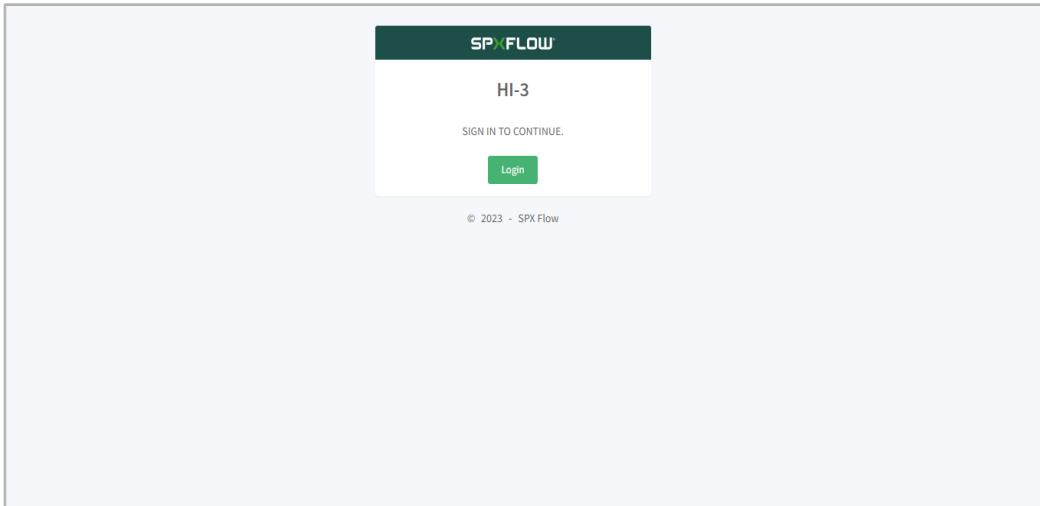 SPXFLOW
HI-3
SIGN IN TO CONTINUE.
Login
© 2023 - SPX Flow